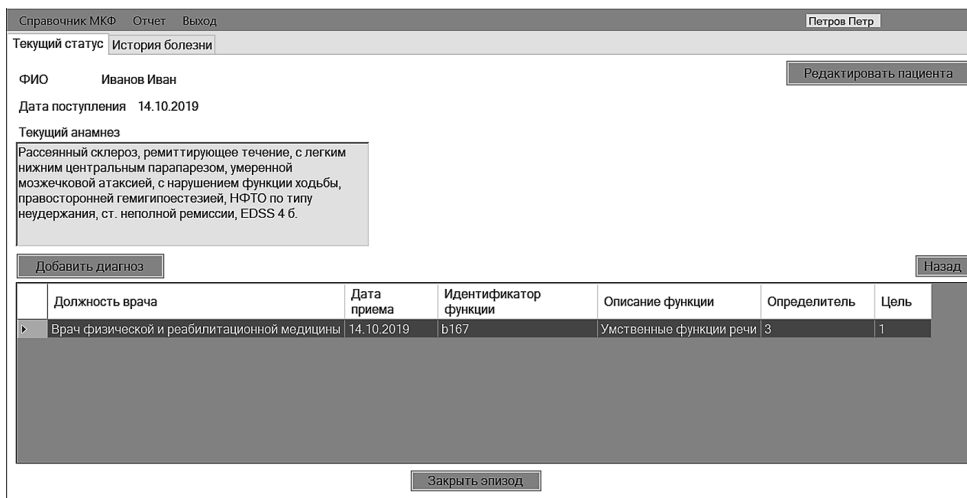 Справочник МКФ Отчет Выход Петров Петр
Текущий статус История болезни
ФИО Иванов Иван Редактировать пациента
Дата поступления 14.10.2019
Текущий анамнез
Рассеянный склероз, ремиттирующее течение, с легким
нижним центральным парапарезом, умеренной
мозжечковой атаксией, с нарушением функции ходьбы,
правосторонней гемигипоестезией, НФТО по типу
неудержания, ст. неполной ремиссии, EDSS 4 б.
Добавить диагноз Назад
Должность врача Дата приема Идентификатор функции Описание функции Определитель Цель
Врач физической и реабилитационной медицины 14.10.2019 b167 Умственные функции речи 3 1
Закрыть эпизод